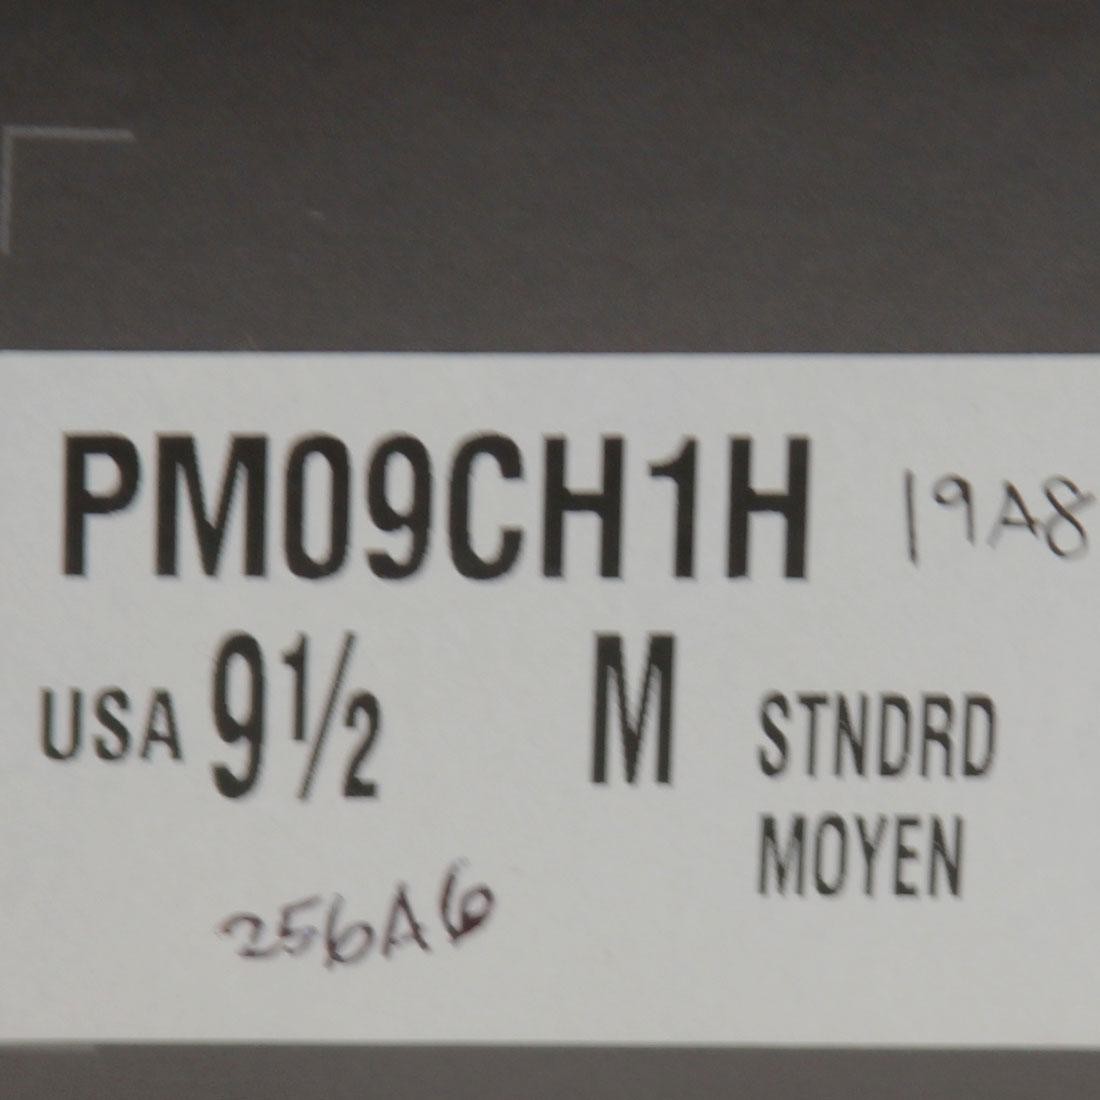 PM09CH1H 19A8
USA 9½ M STNDRD
MOYEN
256A6